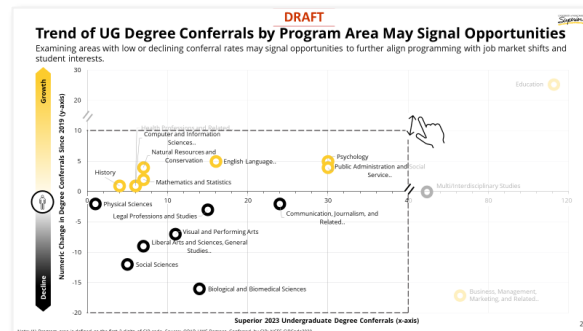 DRAFT
Superior
Trend of UG Degree Conferrals by Program Area May Signal Opportunities
Examining areas with low or declining conferral rates may signal opportunities to further align programming with job market shifts and
student interests.
Growth
Decline
Numeric Change in Degree Conferrals Since 2019 (y-axis)
30
20
10
5
0
-5
-10
-15
-20
0
10
20
30
40
80
120
Education
Health Professions and Related
Computer and Information
Sciences..
Natural Resources and
Conservation
History
Mathematics and Statistics
English Language..
Psychology
Public Administration and Social
Service..
Multi/Interdisciplinary Studies
Physical Sciences
Legal Professions and Studies
Communication, Journalism, and
Related..
Visual and Performing Arts
Liberal Arts and Sciences, General
Studies..
Social Sciences
Biological and Biomedical Sciences
Business, Management,
Marketing, and Related..
Superior 2023 Undergraduate Degree Conferrals (x-axis)